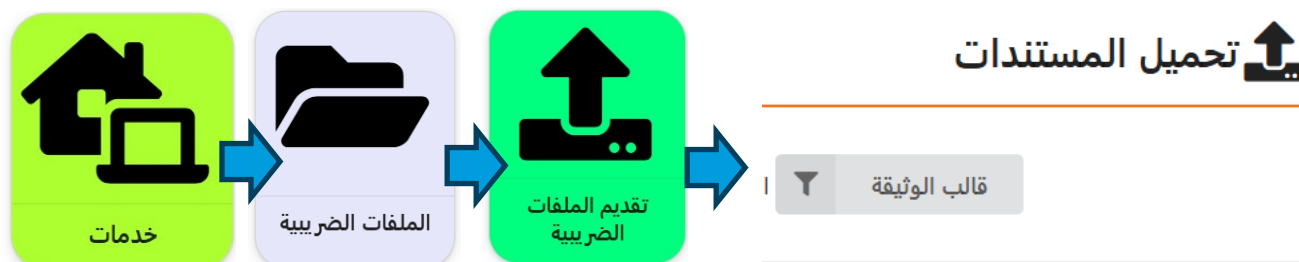 خدمات
الملفات الضريبية
تقديم الملفات
الضريبية
تحميل المستندات
قالب الوثيقة
ا